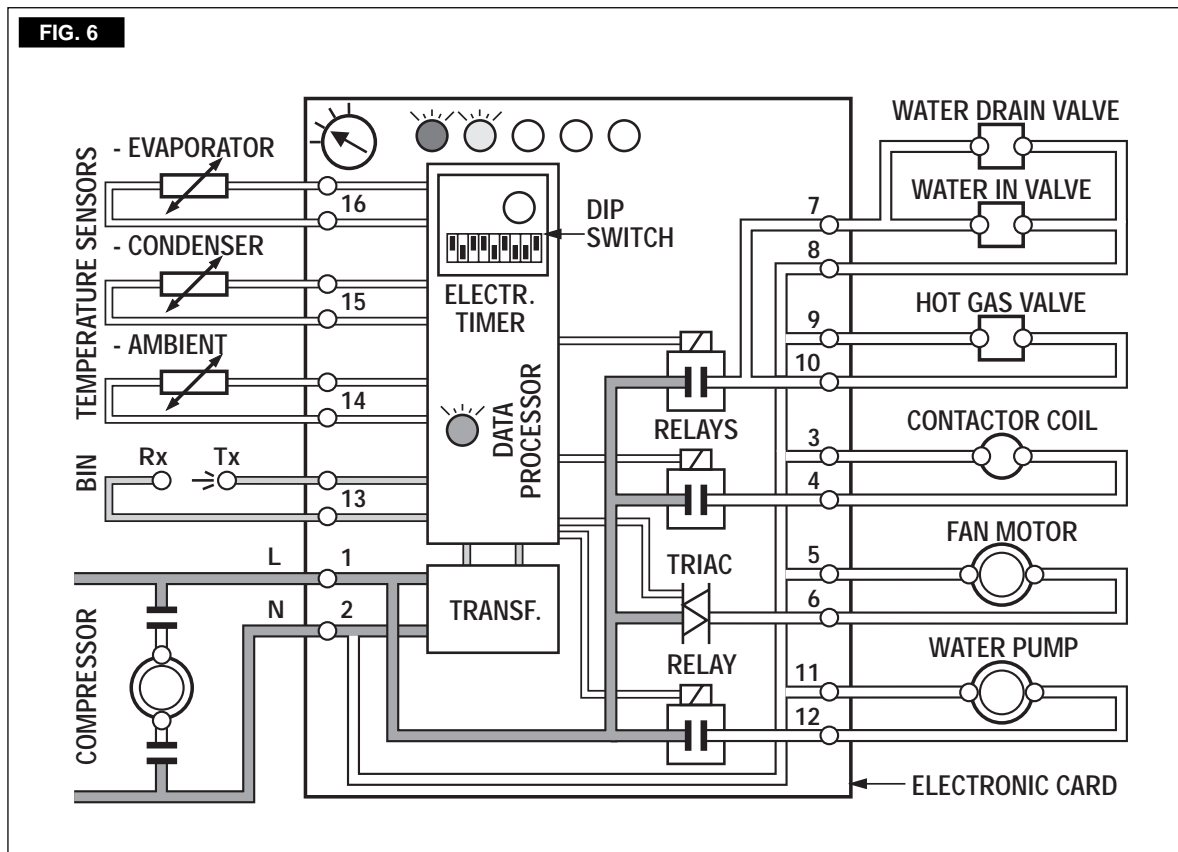 FIG. 6
TEMPERATURE SENSORS
- EVAPORATOR
16
- CONDENSER
15
- AMBIENT
14
BIN
Rx
Tx
13
L
1
N
2
COMPRESSOR
DIP
SWITCH
ELECTR.
TIMER
DATA
PROCESSOR
TRANSF.
RELAYS
TRIAC
RELAY
WATER DRAIN VALVE
WATER IN VALVE
7
8
HOT GAS VALVE
9
10
CONTACTOR COIL
3
4
FAN MOTOR
5
6
WATER PUMP
11
12
ELECTRONIC CARD